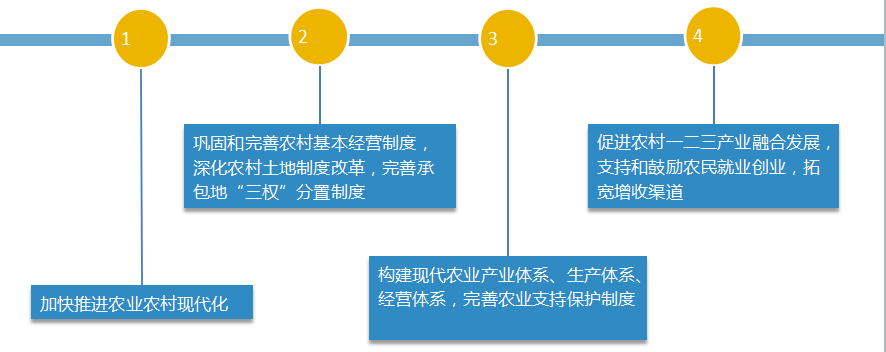 1
加快推进农业农村现代化
2
巩固和完善农村基本经营制度，
深化农村土地制度改革，完善承
包地“三权”分置制度
3
构建现代农业产业体系、生产体系、
经营体系，完善农业支持保护制度
4
促进农村一二三产业融合发展，
支持和鼓励农民就业创业，拓
宽增收渠道